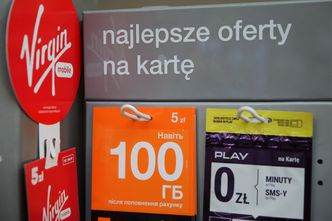 Virgin
mobile
5 zł
Virgin
najlepsze oferty
na kartę
5 zł
Навіть
100
ГБ
після поповнення рахунку
PLAY
na Kartę
0 ZŁ
MINUTY
SMS-Y